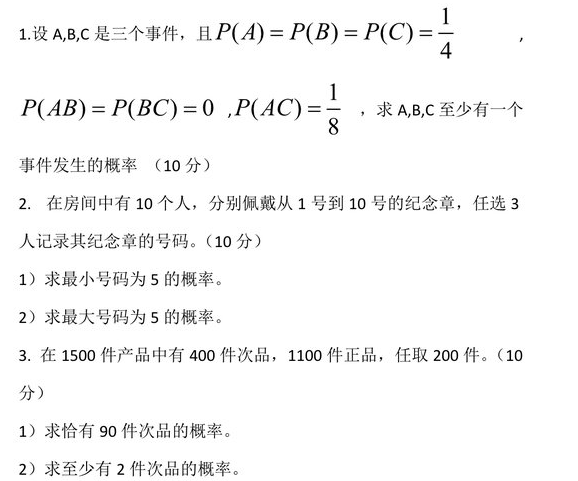 1.设 A,B,C 是三个事件，且 P(A) = P(B) = P(C) = 1/4 ，
P(AB) = P(BC) = 0 ,P(AC) = 1/8 ，求 A,B,C 至少有一个
事件发生的概率 （10 分）
2. 在房间中有 10 个人，分别佩戴从 1 号到 10 号的纪念章，任选 3
人记录其纪念章的号码。（10 分）
1）求最小号码为 5 的概率。
2）求最大号码为 5 的概率。
3. 在 1500 件产品中有 400 件次品，1100 件正品，任取 200 件。（10
分）
1）求恰有 90 件次品的概率。
2）求至少有 2 件次品的概率。